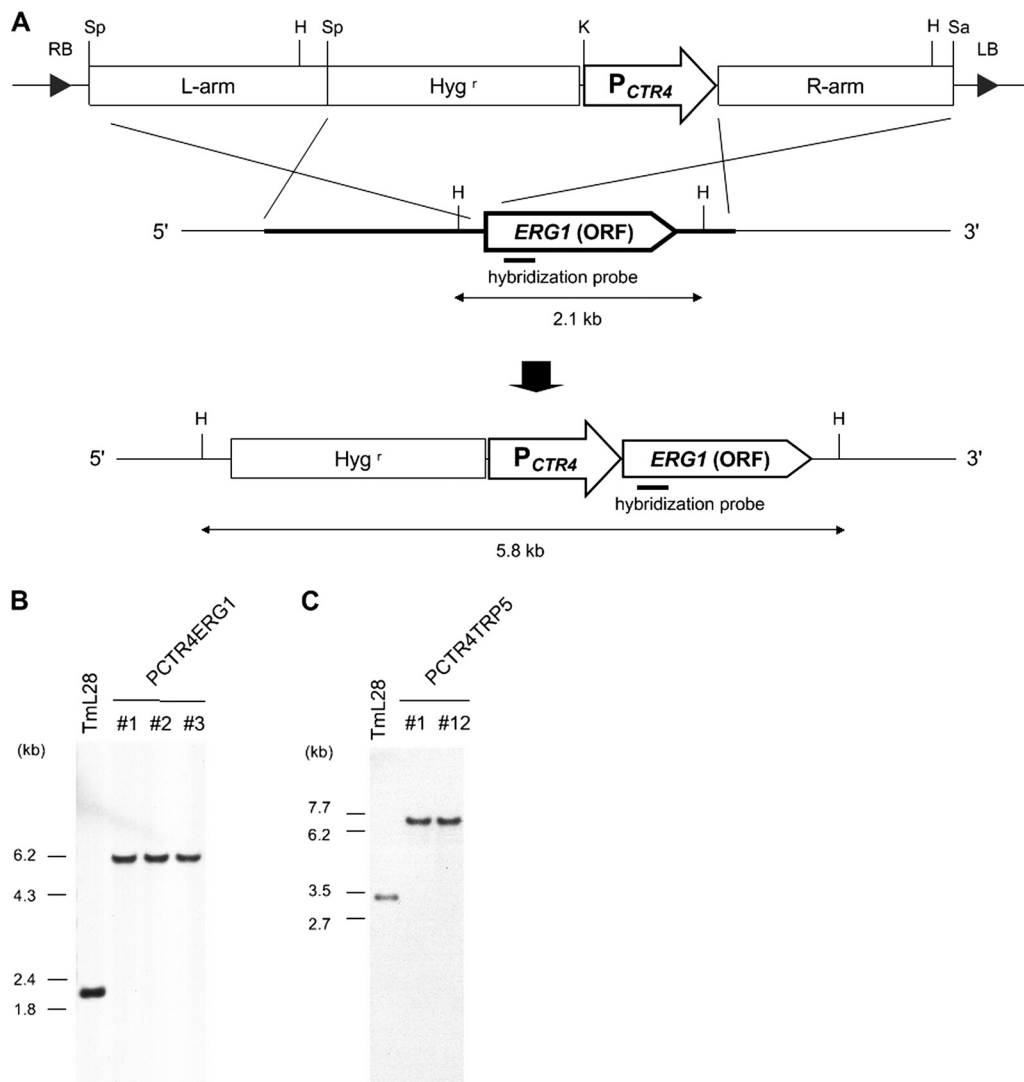 A
Sp H Sp K H Sa
RB LB
L-arm Hyg r P CTR4 R-arm
H H
5' ERG1 (ORF) 3'
hybridization probe
2.1 kb
H H
5' Hyg r P CTR4 ERG1 (ORF) 3'
hybridization probe
5.8 kb
B
PCTR4ERG1
TmL28
#1 #2 #3
(kb)
6.2
4.3
2.4
1.8
C
PCTR4TRP5
TmL28
#1 #12
(kb)
7.7
6.2
3.5
2.7